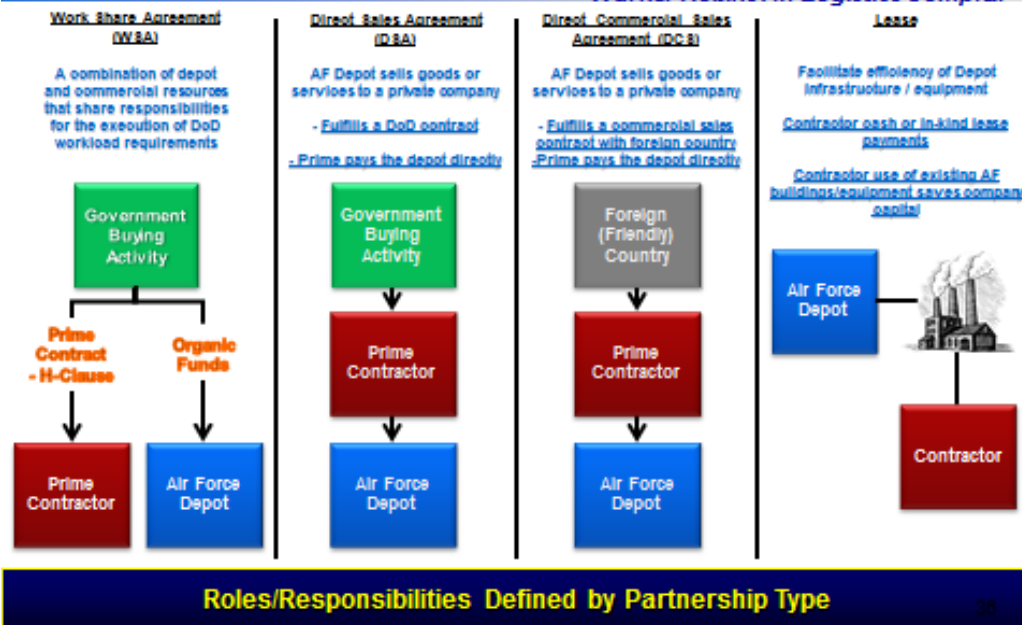 Work Share Agreement
(WSA)
A combination of depot
and commercial resources
that share responsibilities
for the execution of DoD
workload requirements
Government
Buying
Activity
Prime
Contract
- H-Clause
Organic
Funds
Prime
Contractor
Air Force
Depot
Direct Sales Agreement
(DSA)
AF Depot sells goods or
services to a private company
- Fulfills a DoD contract
- Prime pays the depot directly
Government
Buying
Activity
Prime
Contractor
Air Force
Depot
Direct Commercial Sales
Agreement (DCS)
AF Depot sells goods or
services to a private company
- Fulfills a commercial sales
contract with foreign country
-Prime pays the depot directly
Foreign
(Friendly)
Country
Prime
Contractor
Air Force
Depot
Lease
Facilitate efficiency of Depot
Infrastructure / equipment
Contractor cash or in-kind lease
payments
Contractor use of existing AF
buildings/equipment saves company
capital
Air Force
Depot
Contractor
Roles/Responsibilities Defined by Partnership Type